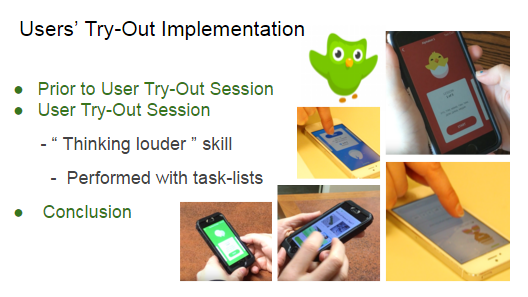 Users' Try-Out Implementation
● Prior to User Try-Out Session
● User Try-Out Session
- “ Thinking louder ” skill
- Performed with task-lists
● Conclusion